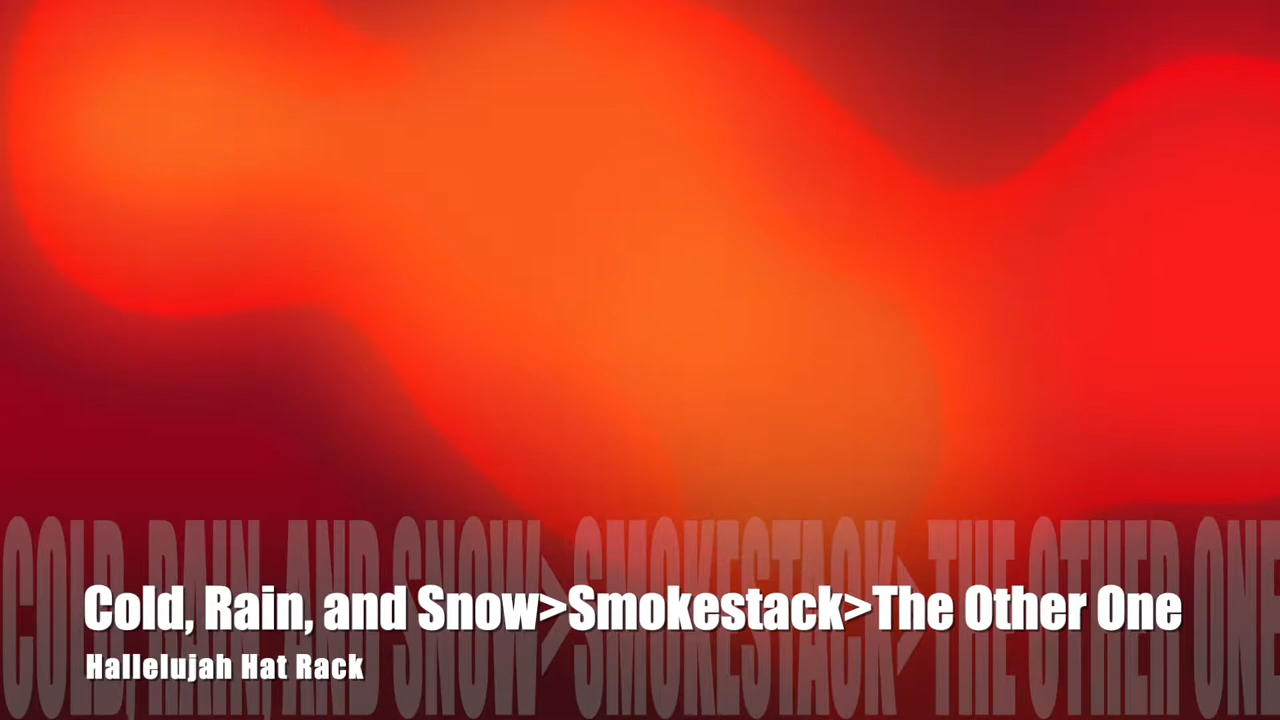 COLD, RAIN, AND SNOW>SMOKESTACK>THE OTHER ONE
Cold, Rain, and Snow>Smokestack>The Other One
Hallelujah Hat Rack